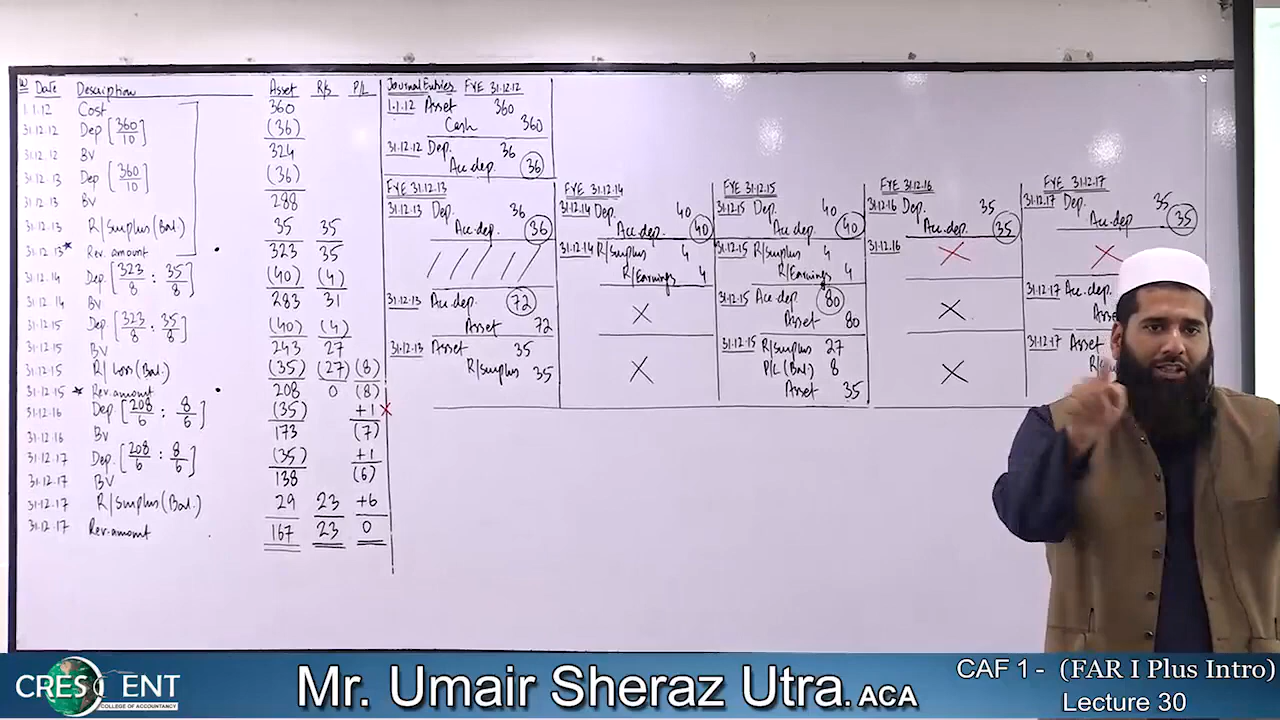 W Date Description Asset R/S P/L
1.1.12 Cost 360
31.12.12 Dep [360/10] (36)
31.12.12 BV 324
31.12.13 Dep [360/10] (36)
31.12.13 BV 288
31.12.13 R/Surplus (Bal.) 35 35
31.12.13* Rev. amount 323 35
31.12.14 Dep. [323/8 : 35/8] (40) (4)
31.12.14 BV 283 31
31.12.15 Dep [323/8 : 35/8] (40) (4)
31.12.15 BV 243 27
31.12.15 R/Loss (Bal.) (35) (27) (8)
31.12.15 * Rev. amount 208 0 (8)
31.12.16 Dep [208/6 : 8/6] (35) +1 X
31.12.16 BV 173 (7)
31.12.17 Dep. [208/6 : 8/6] (35) +1
31.12.17 BV 138 (6)
31.12.17 R/Surplus (Bal.) 29 23 +6
31.12.17 Rev. amount 167 23 0
Journal Entries FYE 31.12.12
1.1.12 Asset 360
Cash 360
31.12.12 Dep. 36
Acc. dep. 36
FYE 31.12.13
31.12.13 Dep. 36
Acc. dep. 36
31.12.13 Acc. dep. 72
Asset 72
31.12.13 Asset 35
R/Surplus 35
FYE 31.12.14
31.12.14 Dep. 40
Acc. dep. 40
31.12.14 R/Surplus 4
R/Earnings 4
X
X
FYE 31.12.15
31.12.15 Dep. 40
Acc. dep. 40
31.12.15 R/Surplus 4
R/Earnings 4
31.12.15 Acc. dep. 80
Asset 80
31.12.15 R/Surplus 27
P/L (Bal.) 8
Asset 35
FYE 31.12.16
31.12.16 Dep. 35
Acc. dep. 35
31.12.16 X
X
X
FYE 31.12.17
31.12.17 Dep. 35
Acc. dep. 35
X
31.12.17 Acc. dep.
31.12.17 Asset
CRESCENT
COLLEGE OF ACCOUNTANCY
Mr. Umair Sheraz Utra. ACA
CAF 1 - (FAR I Plus Intro)
Lecture 30